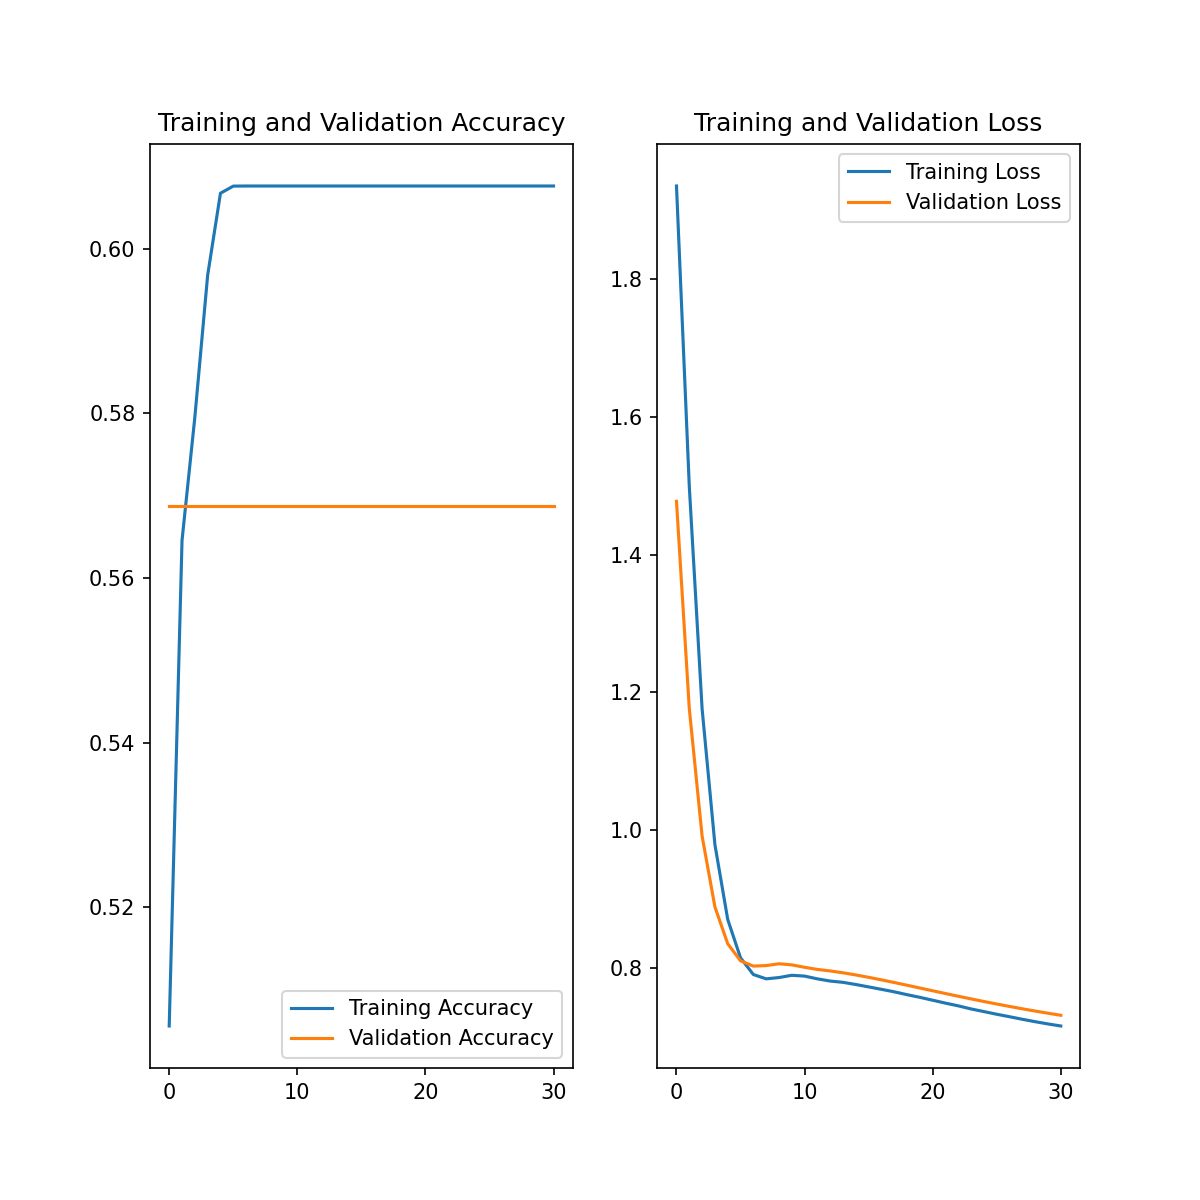 Training and Validation Accuracy
0.60
0.58
0.56
0.54
0.52
Training Accuracy
Validation Accuracy
0 10 20 30
Training and Validation Loss
Training Loss
Validation Loss
1.8
1.6
1.4
1.2
1.0
0.8
0 10 20 30